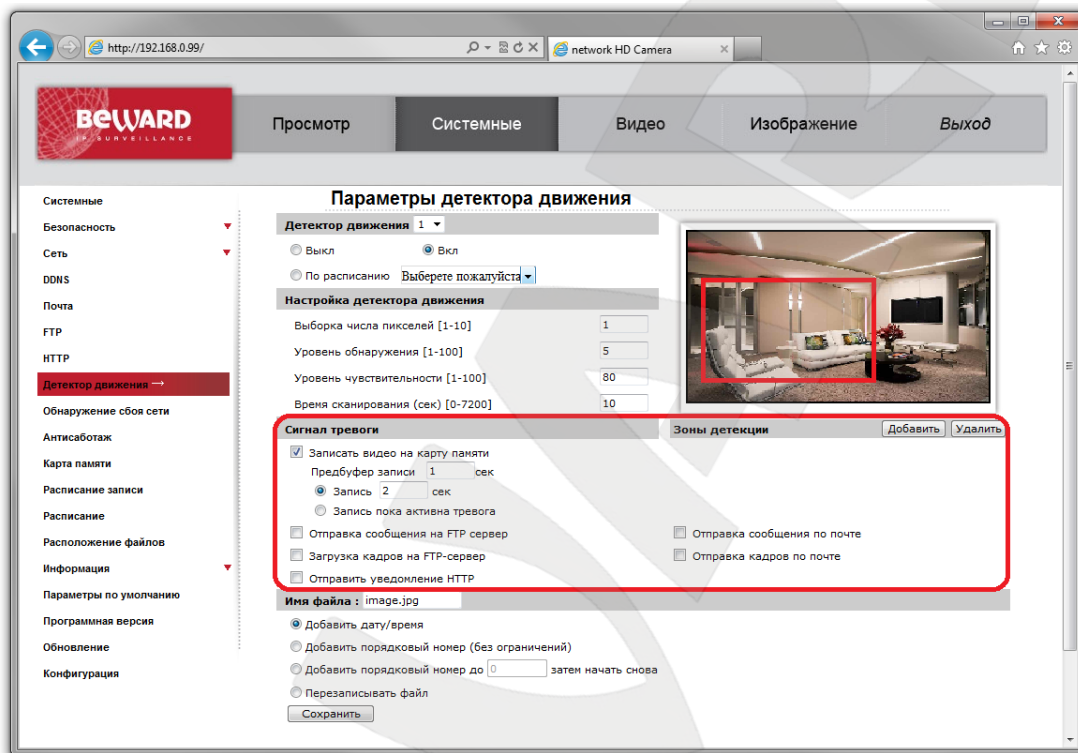 http://192.168.0.99/
network HD Camera
BEWARD
IP SURVEILLANCE
Просмотр
Системные
Видео
Изображение
Выход
Системные
Безопасность
Сеть
DDNS
Почта
FTP
HTTP
Детектор движения →
Обнаружение сбоя сети
Антисаботаж
Карта памяти
Расписание записи
Расписание
Расположение файлов
Информация
Параметры по умолчанию
Программная версия
Обновление
Конфигурация
Параметры детектора движения
Детектор движения 1
Выкл Вкл
По расписанию Выберете пожалуйста
Настройка детектора движения
Выборка числа пикселей [1-10] 1
Уровень обнаружения [1-100] 5
Уровень чувствительности [1-100] 80
Время сканирования (сек) [0-7200] 10
Сигнал тревоги
Зоны детекции Добавить Удалить
Записать видео на карту памяти
Предбуфер записи 1 сек
Запись 2 сек
Запись пока активна тревога
Отправка сообщения на FTP сервер
Отправка сообщения по почте
Загрузка кадров на FTP-сервер
Отправка кадров по почте
Отправить уведомление HTTP
Имя файла : image.jpg
Добавить дату/время
Добавить порядковый номер (без ограничений)
Добавить порядковый номер до 0 затем начать снова
Перезаписывать файл
Сохранить